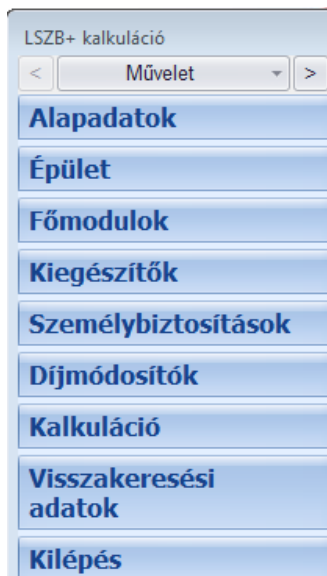 LSZB+ kalkuláció
< Művelet >
Alapadatok
Épület
Főmodulok
Kiegészítők
Személybiztosítások
Díjmódosítók
Kalkuláció
Visszakeresési
adatok
Kilépés